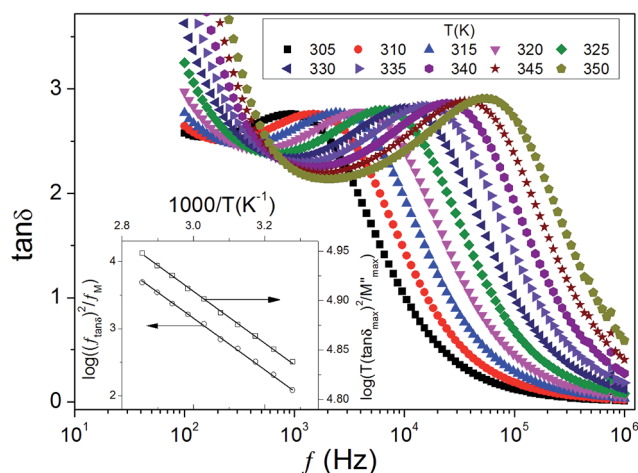 T(K)
305 310 315 320 325
330 335 340 345 350
3
2
1
0
tanδ
1000/T(K⁻¹)
2.8 3.0 3.2
4
3
2
log((f_tanδ)²/f_M)
4.95
4.90
4.85
4.80
log(T(tanδ_max)²/M''_max)
10¹ 10² 10³ 10⁴ 10⁵ 10⁶
f (Hz)